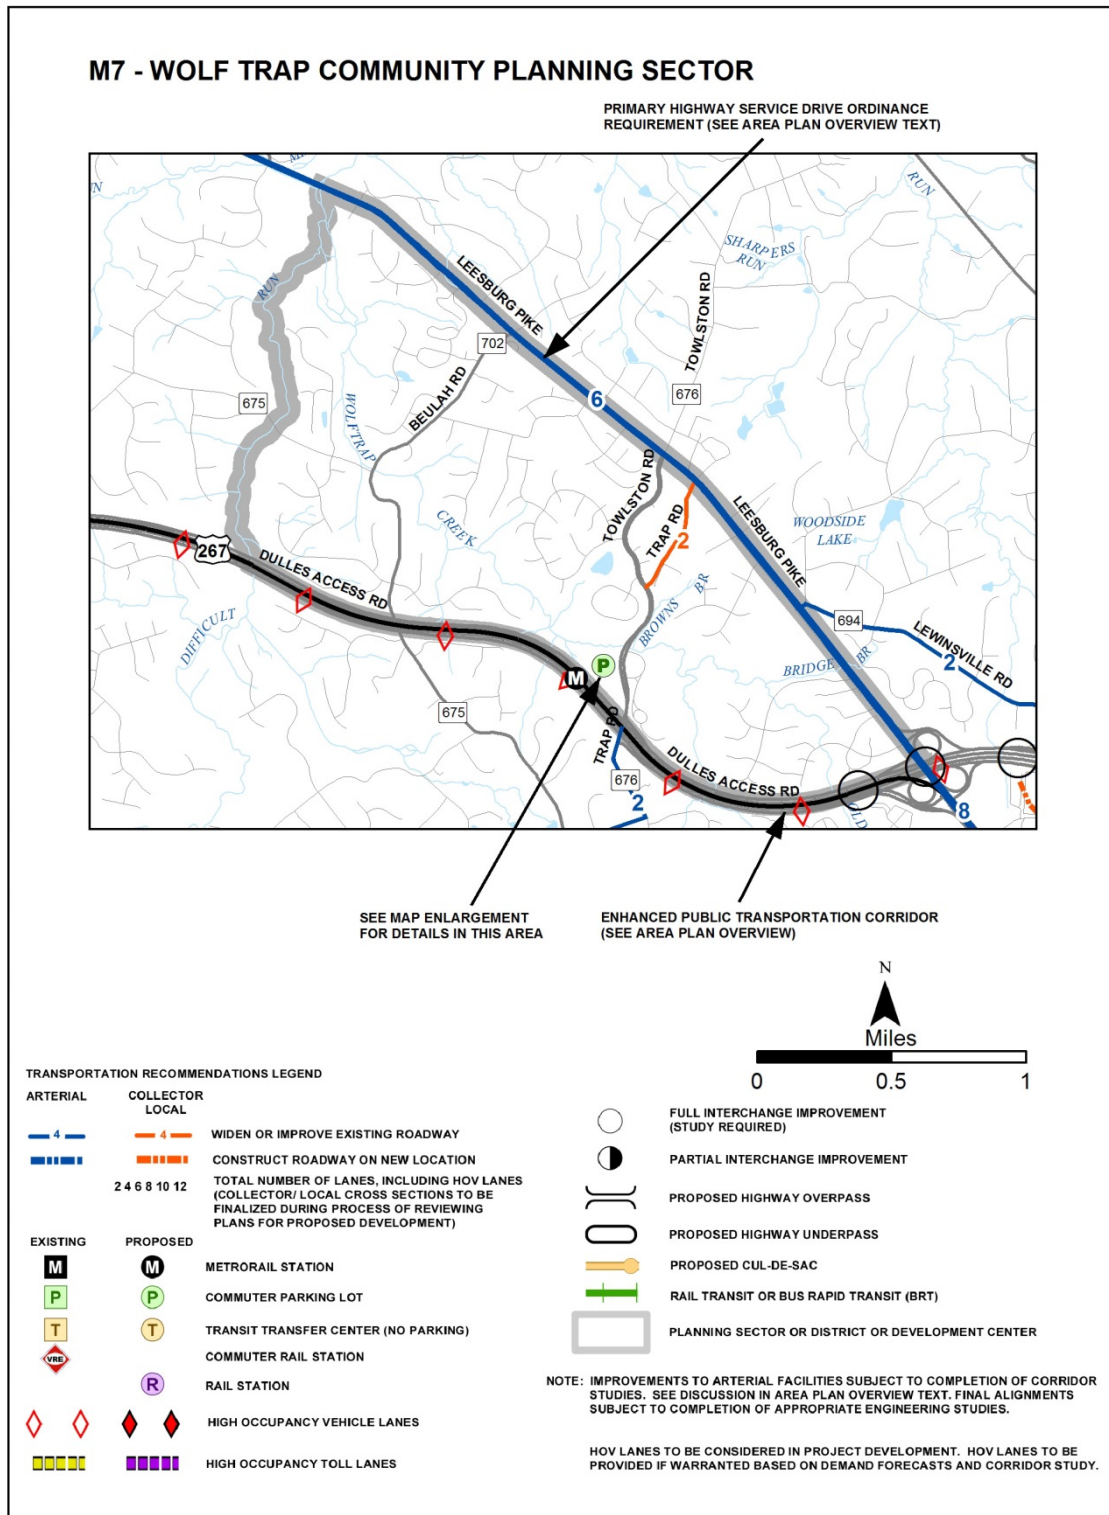 M7 - WOLF TRAP COMMUNITY PLANNING SECTOR
PRIMARY HIGHWAY SERVICE DRIVE ORDINANCE
REQUIREMENT (SEE AREA PLAN OVERVIEW TEXT)
RUN
SHARPERS
RUN
LEESBURG PIKE
TOWLSTON RD
RUN
702
6
676
675
BEULAH RD
WOLFTRAP
CREEK
TOWLSTON RD
TRAP RD
2
LEESBURG PIKE
WOODSIDE
LAKE
267
DULLES ACCESS RD
BROWNS BR
694
LEWINSVILLE RD
2
DIFFICULT
BRIDGE BR
P
M
675
TRAP RD
676
2
DULLES ACCESS RD
OLD
8
SEE MAP ENLARGEMENT
FOR DETAILS IN THIS AREA
ENHANCED PUBLIC TRANSPORTATION CORRIDOR
(SEE AREA PLAN OVERVIEW)
N
Miles
0 0.5 1
TRANSPORTATION RECOMMENDATIONS LEGEND
ARTERIAL COLLECTOR
LOCAL
4 4 WIDEN OR IMPROVE EXISTING ROADWAY
CONSTRUCT ROADWAY ON NEW LOCATION
2 4 6 8 10 12 TOTAL NUMBER OF LANES, INCLUDING HOV LANES
(COLLECTOR/ LOCAL CROSS SECTIONS TO BE
FINALIZED DURING PROCESS OF REVIEWING
PLANS FOR PROPOSED DEVELOPMENT)
EXISTING PROPOSED
M M METRORAIL STATION
P P COMMUTER PARKING LOT
T T TRANSIT TRANSFER CENTER (NO PARKING)
VRE COMMUTER RAIL STATION
R RAIL STATION
HIGH OCCUPANCY VEHICLE LANES
HIGH OCCUPANCY TOLL LANES
FULL INTERCHANGE IMPROVEMENT
(STUDY REQUIRED)
PARTIAL INTERCHANGE IMPROVEMENT
PROPOSED HIGHWAY OVERPASS
PROPOSED HIGHWAY UNDERPASS
PROPOSED CUL-DE-SAC
RAIL TRANSIT OR BUS RAPID TRANSIT (BRT)
PLANNING SECTOR OR DISTRICT OR DEVELOPMENT CENTER
NOTE: IMPROVEMENTS TO ARTERIAL FACILITIES SUBJECT TO COMPLETION OF CORRIDOR
STUDIES. SEE DISCUSSION IN AREA PLAN OVERVIEW TEXT. FINAL ALIGNMENTS
SUBJECT TO COMPLETION OF APPROPRIATE ENGINEERING STUDIES.
HOV LANES TO BE CONSIDERED IN PROJECT DEVELOPMENT. HOV LANES TO BE
PROVIDED IF WARRANTED BASED ON DEMAND FORECASTS AND CORRIDOR STUDY.